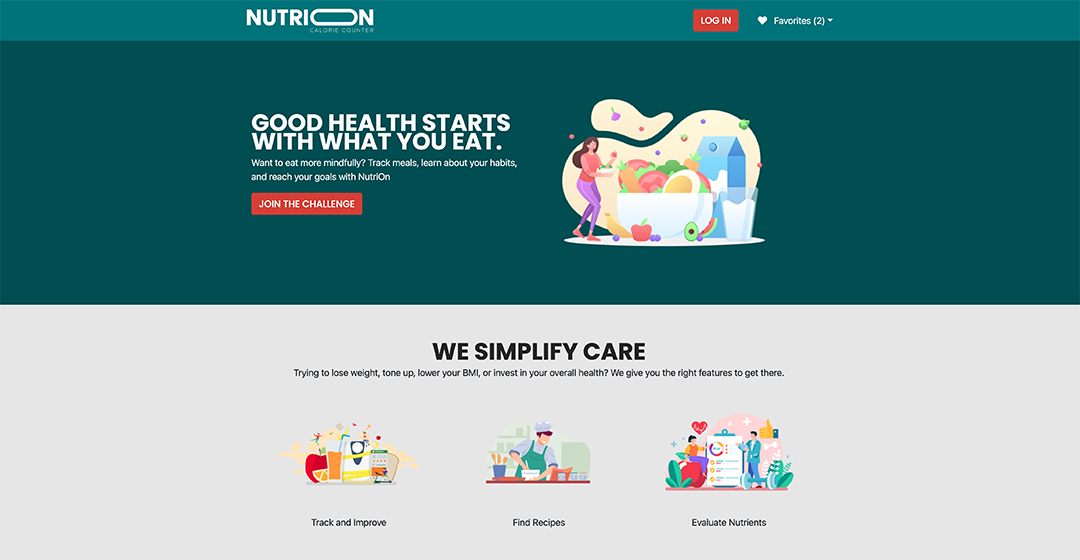 NUTRION
CALORIE COUNTER
LOG IN
Favorites (2)
GOOD HEALTH STARTS
WITH WHAT YOU EAT.
Want to eat more mindfully? Track meals, learn about your habits,
and reach your goals with NutriOn
JOIN THE CHALLENGE
WE SIMPLIFY CARE
Trying to lose weight, tone up, lower your BMI, or invest in your overall health? We give you the right features to get there.
Track and Improve
Find Recipes
Evaluate Nutrients